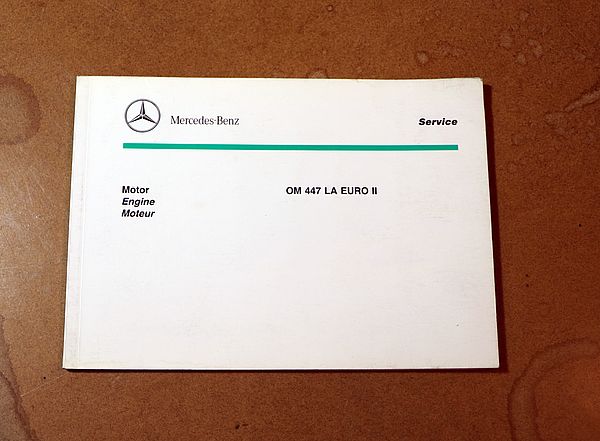 Mercedes-Benz
Service
Motor
OM 447 LA EURO II
Engine
Moteur